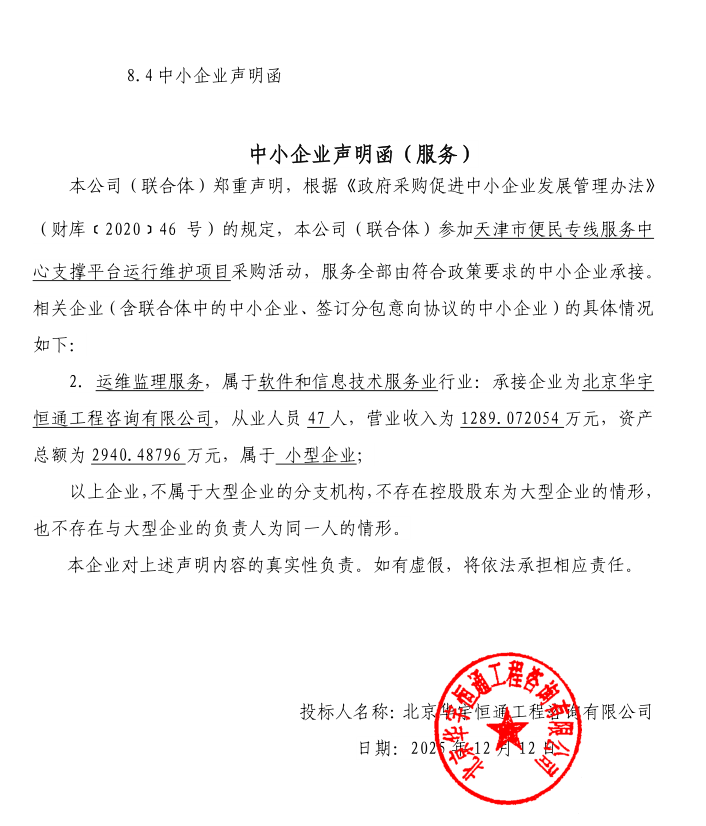 8.4中小企业声明函
中小企业声明函（服务）
本公司（联合体）郑重声明，根据《政府采购促进中小企业发展管理办法》
（财库﹝2020﹞46 号）的规定，本公司（联合体）参加天津市便民专线服务中
心支撑平台运行维护项目采购活动，服务全部由符合政策要求的中小企业承接。
相关企业（含联合体中的中小企业、签订分包意向协议的中小企业）的具体情况
如下：
2. 运维监理服务，属于软件和信息技术服务业行业：承接企业为北京华宇
恒通工程咨询有限公司，从业人员 47 人，营业收入为 1289.072054 万元，资产
总额为 2940.48796 万元，属于 小型企业；
以上企业，不属于大型企业的分支机构，不存在控股股东为大型企业的情形，
也不存在与大型企业的负责人为同一人的情形。
本企业对上述声明内容的真实性负责。如有虚假，将依法承担相应责任。
投标人名称：北京华宇恒通工程咨询有限公司
日期：2025 年 12 月 12 日
北京华宇恒通工程咨询有限公司